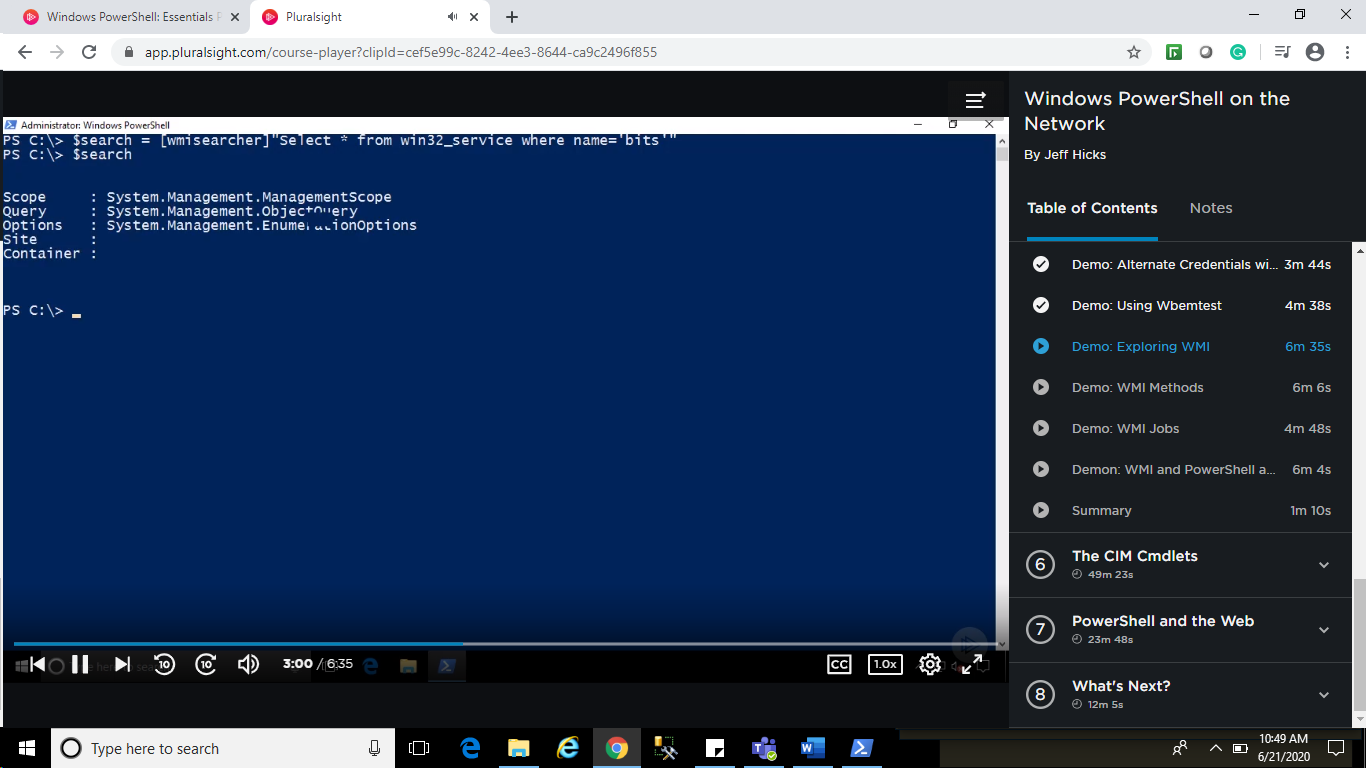 Windows PowerShell: Essentials P
Pluralsight
app.pluralsight.com/course-player?clipId=cef5e99c-8242-4ee3-8644-ca9c2496f855
Administrator: Windows PowerShell
PS C:\> $search = [wmisearcher]"Select * from win32_service where name='bits'"
PS C:\> $search
Scope : System.Management.ManagementScope
Query : System.Management.ObjectQuery
Options : System.Management.EnumerationOptions
Site :
Container :
PS C:\>
10
10
3:00 / 6:35
CC
1.0x
Windows PowerShell on the
Network
By Jeff Hicks
Table of Contents
Notes
Demo: Alternate Credentials wi... 3m 44s
Demo: Using Wbemtest 4m 38s
Demo: Exploring WMI 6m 35s
Demo: WMI Methods 6m 6s
Demo: WMI Jobs 4m 48s
Demon: WMI and PowerShell a... 6m 4s
Summary 1m 10s
6 The CIM Cmdlets
49m 23s
7 PowerShell and the Web
23m 48s
8 What's Next?
12m 5s
Type here to search
10:49 AM
6/21/2020